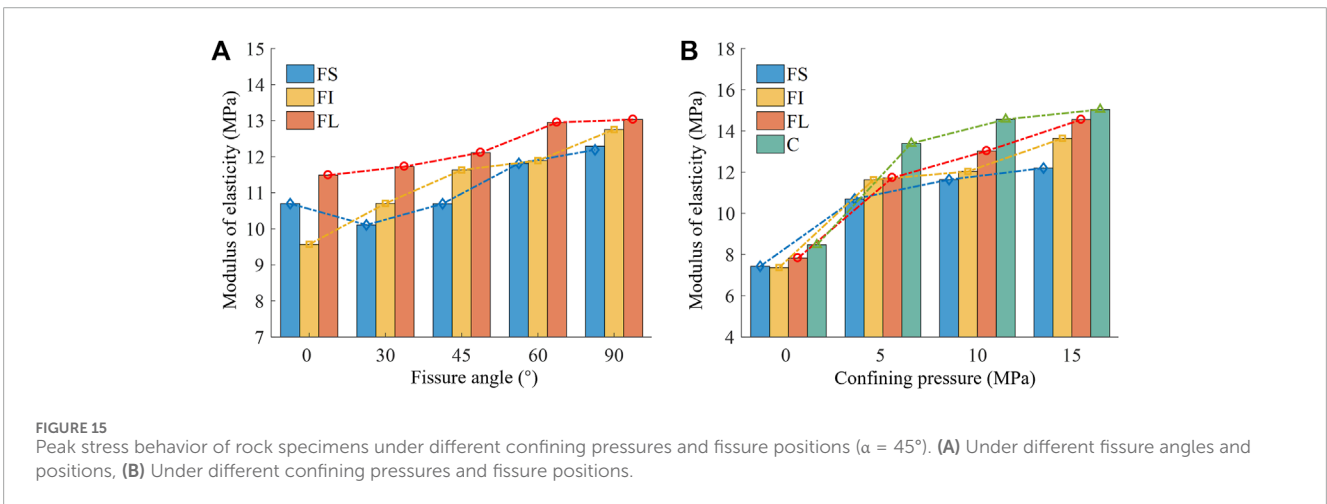 A
15
14
13
12
11
10
9
8
7
Modulus of elasticity (MPa)
FS
FI
FL
0 30 45 60 90
Fissure angle (°)
B
18
16
14
12
10
8
6
4
Modulus of elasticity (MPa)
FS
FI
FL
C
0 5 10 15
Confining pressure (MPa)
FIGURE 15
Peak stress behavior of rock specimens under different confining pressures and fissure positions (α = 45°). (A) Under different fissure angles and
positions, (B) Under different confining pressures and fissure positions.